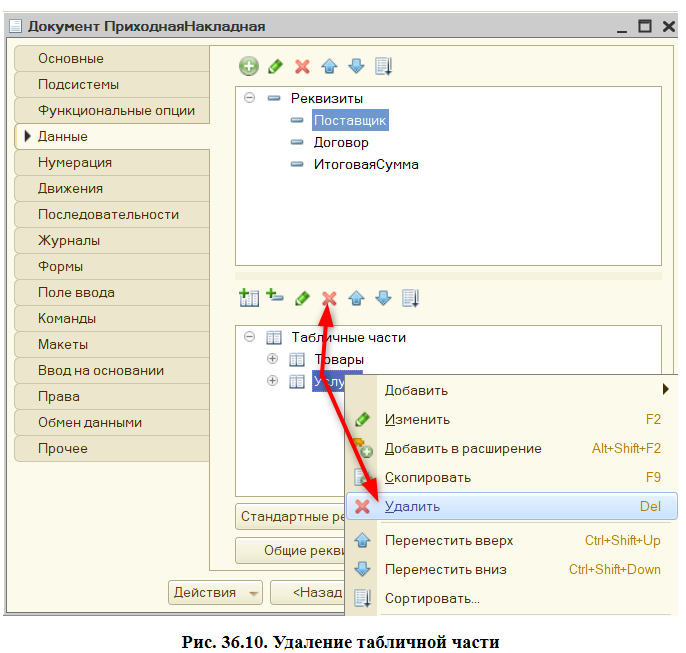 Документ ПриходнаяНакладная
Основные
Подсистемы
Функциональные опции
Данные
Нумерация
Движения
Последовательности
Журналы
Формы
Поле ввода
Команды
Макеты
Ввод на основании
Права
Обмен данными
Прочее
Реквизиты
Поставщик
Договор
ИтоговаяСумма
Табличные части
Товары
Услу
Добавить
Изменить F2
Добавить в расширение Alt+Shift+F2
Скопировать F9
Удалить Del
Переместить вверх Ctrl+Shift+Up
Переместить вниз Ctrl+Shift+Down
Сортировать...
Стандартные ре
Общие рекви
Действия
<Назад
Рис. 36.10. Удаление табличной части